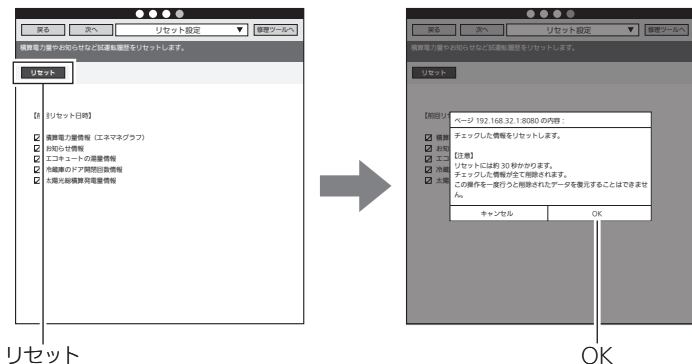 戻る 次へ リセット設定 ▼ 修理ツールへ
積算電力量やお知らせなど試運転履歴をリセットします。
リセット
リセット日時】
積算電力量情報（エネマネグラフ）
お知らせ情報
エコキュートの湯量情報
冷蔵庫のドア開閉回数情報
太陽光総積算発電量情報
リセット
戻る 次へ リセット設定 ▼ 修理ツールへ
積算電力量やお知らせなど試運転履歴をリセットします。
リセット
【前回リ
積算
お知
エコ
冷蔵
太陽
ページ 192.168.32.1:8080 の内容：
チェックした情報をリセットします。
【注意】
リセットには約 30 秒かかります。
チェックした情報が全て削除されます。
この操作を一度行うと削除されたデータを復元することはできませ
ん。
キャンセル OK
OK